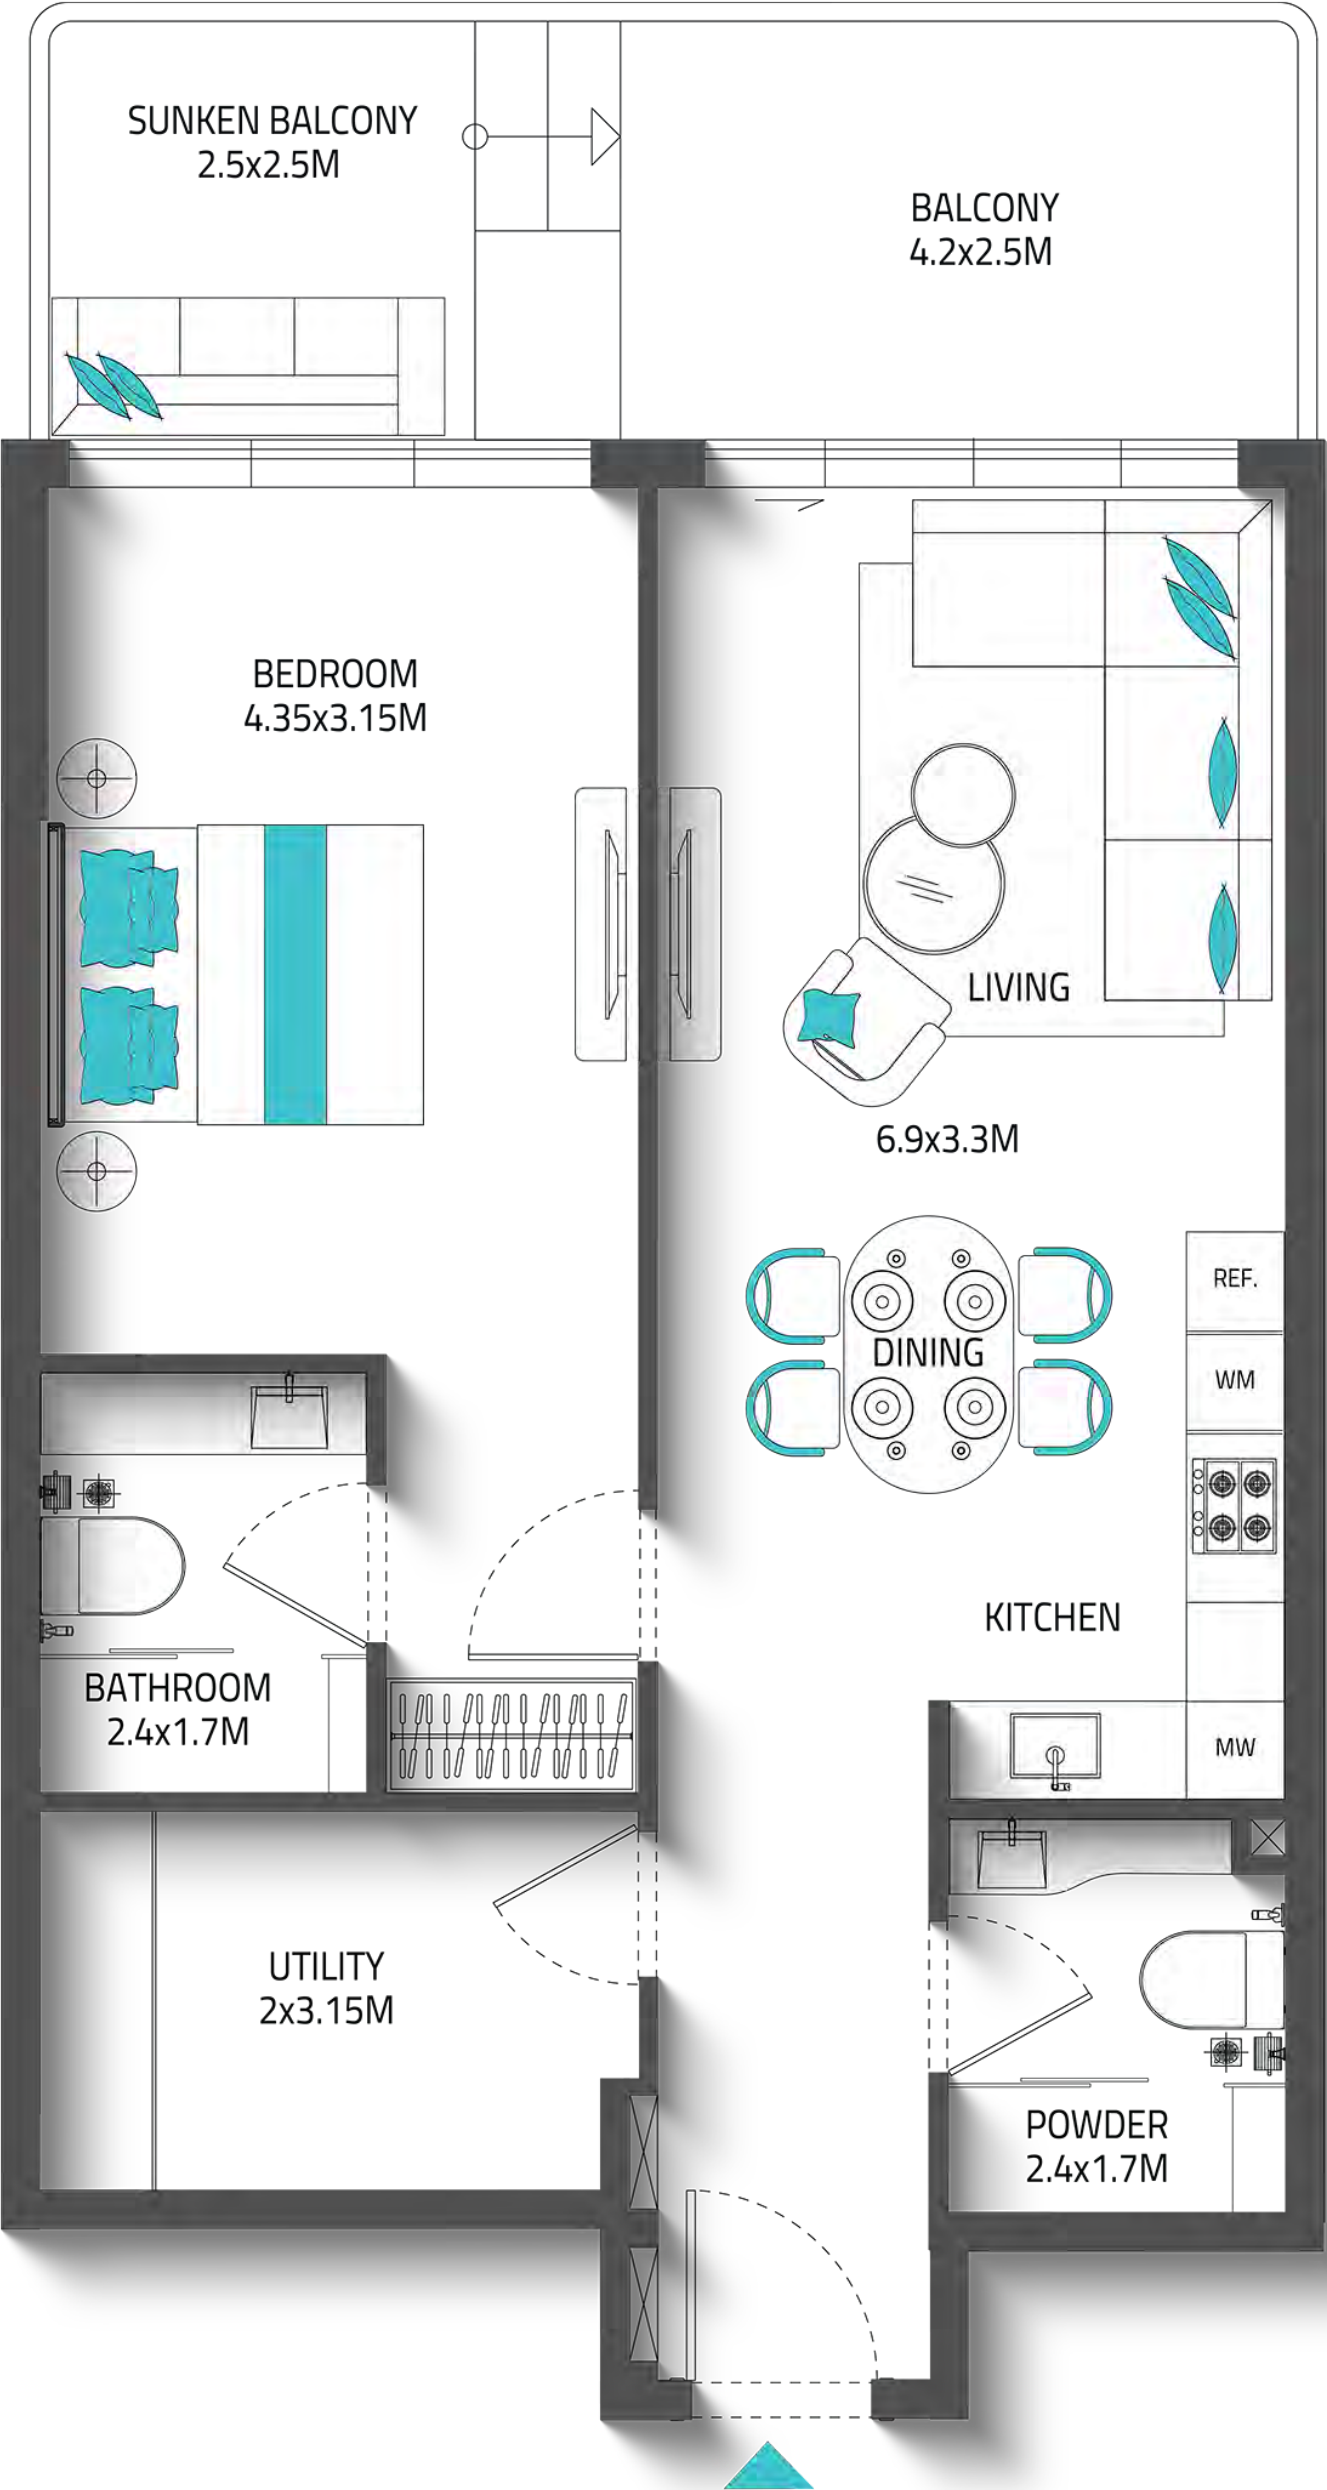 SUNKEN BALCONY
2.5x2.5M
BALCONY
4.2x2.5M
BEDROOM
4.35x3.15M
LIVING
6.9x3.3M
REF.
DINING
WM
KITCHEN
BATHROOM
2.4x1.7M
MW
UTILITY
2x3.15M
POWDER
2.4x1.7M